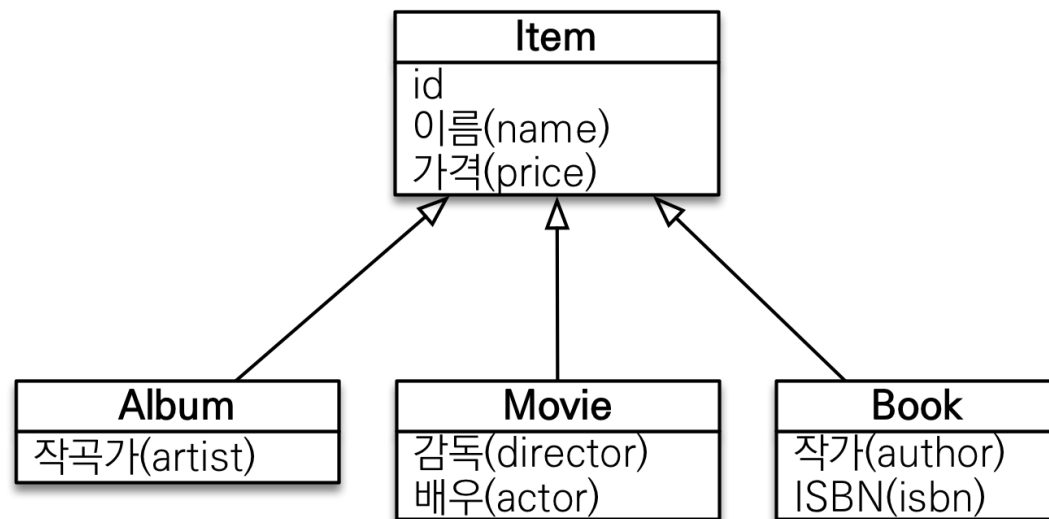 Item
id
이름(name)
가격(price)
Album
작곡가(artist)
Movie
감독(director)
배우(actor)
Book
작가(author)
ISBN(isbn)